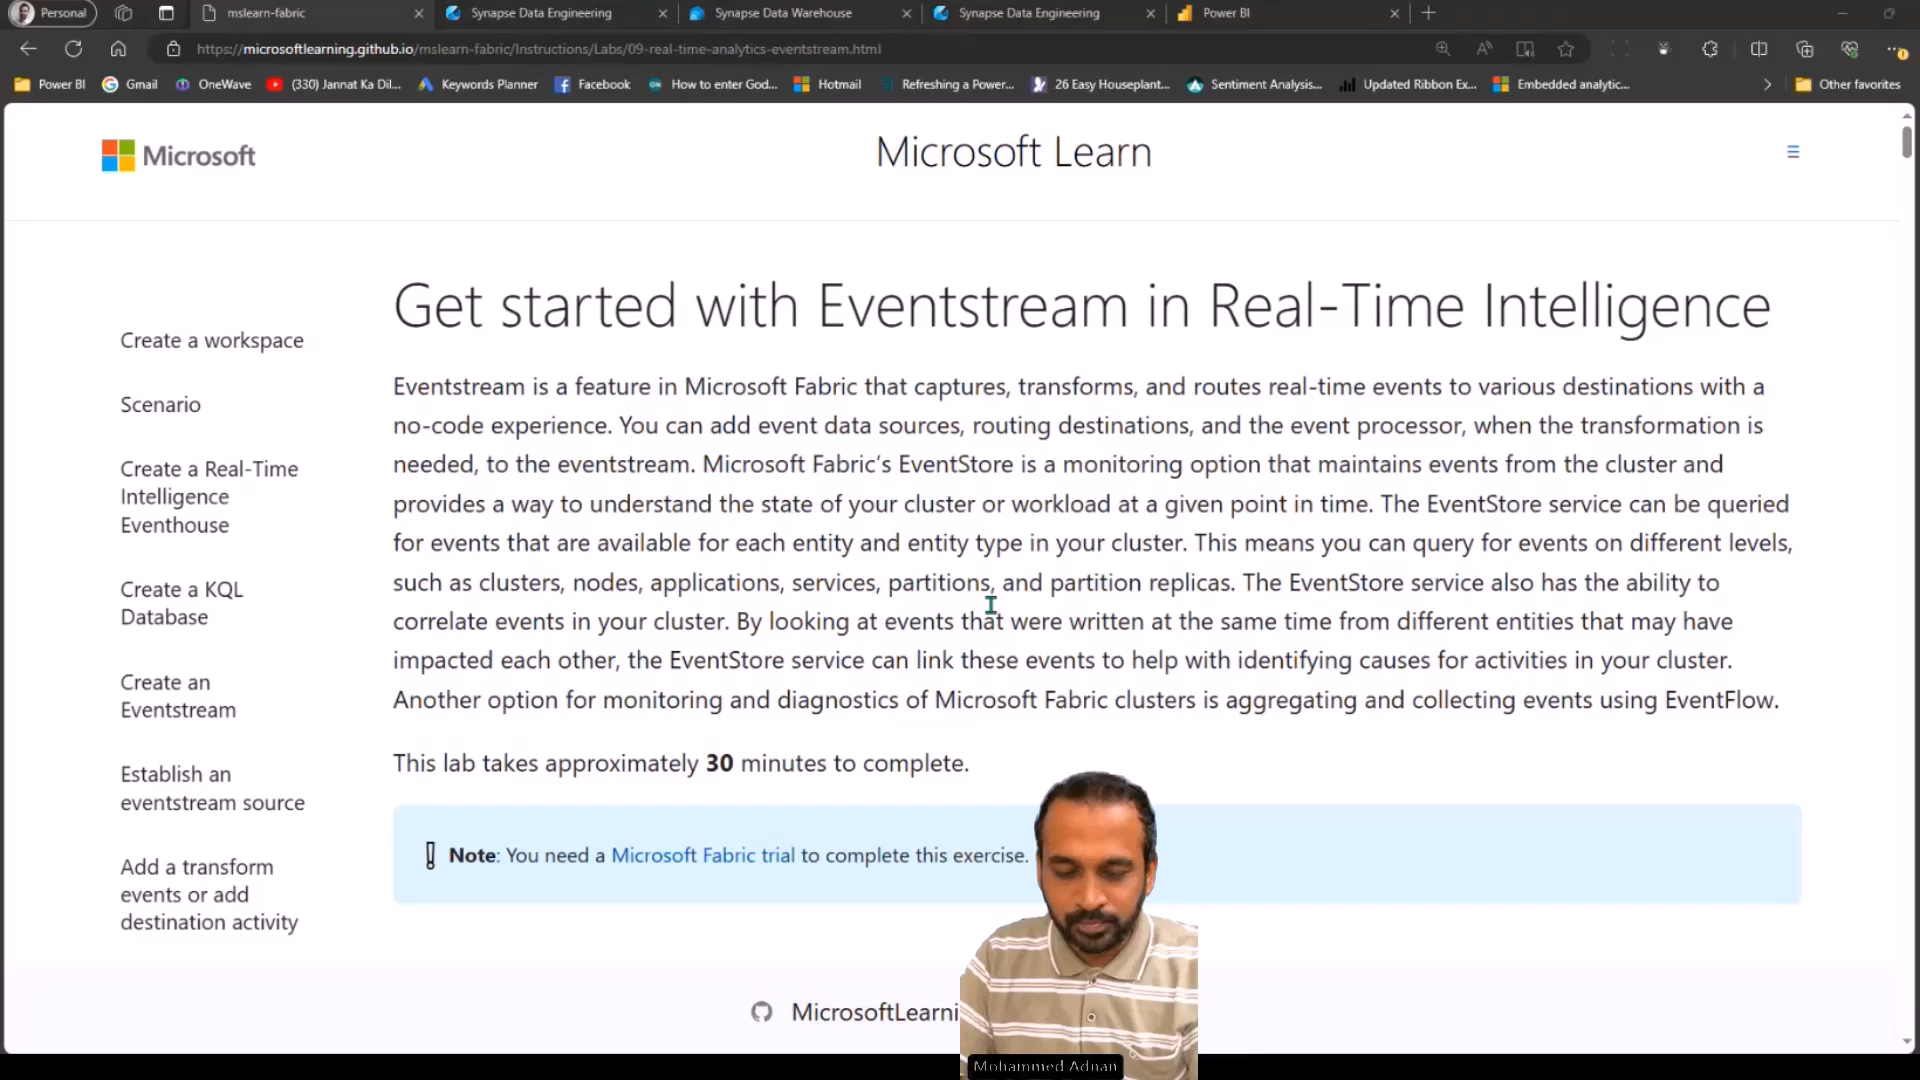 Personal
mslearn-fabric
Synapse Data Engineering
Synapse Data Warehouse
Synapse Data Engineering
Power BI
https://microsoftlearning.github.io/mslearn-fabric/Instructions/Labs/09-real-time-analytics-eventstream.html
Power BI
Gmail
OneWave
(330) Jannat Ka Dil...
Keywords Planner
Facebook
How to enter God...
Hotmail
Refreshing a Power...
26 Easy Houseplant...
Sentiment Analysis...
Updated Ribbon Ex...
Embedded analytic...
Other favorites
Microsoft
Microsoft Learn
Create a workspace
Scenario
Create a Real-Time
Intelligence
Eventhouse
Create a KQL
Database
Create an
Eventstream
Establish an
eventstream source
Add a transform
events or add
destination activity
Get started with Eventstream in Real-Time Intelligence
Eventstream is a feature in Microsoft Fabric that captures, transforms, and routes real-time events to various destinations with a
no-code experience. You can add event data sources, routing destinations, and the event processor, when the transformation is
needed, to the eventstream. Microsoft Fabric’s EventStore is a monitoring option that maintains events from the cluster and
provides a way to understand the state of your cluster or workload at a given point in time. The EventStore service can be queried
for events that are available for each entity and entity type in your cluster. This means you can query for events on different levels,
such as clusters, nodes, applications, services, partitions, and partition replicas. The EventStore service also has the ability to
correlate events in your cluster. By looking at events that were written at the same time from different entities that may have
impacted each other, the EventStore service can link these events to help with identifying causes for activities in your cluster.
Another option for monitoring and diagnostics of Microsoft Fabric clusters is aggregating and collecting events using EventFlow.
This lab takes approximately 30 minutes to complete.
Note: You need a Microsoft Fabric trial to complete this exercise.
MicrosoftLearni
Mohammed Adnan